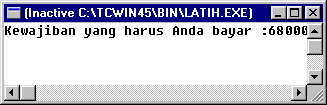 (Inactive C:\TCWIN45\BIN\LATIH.EXE)
Kewajiban yang harus Anda bayar :68000